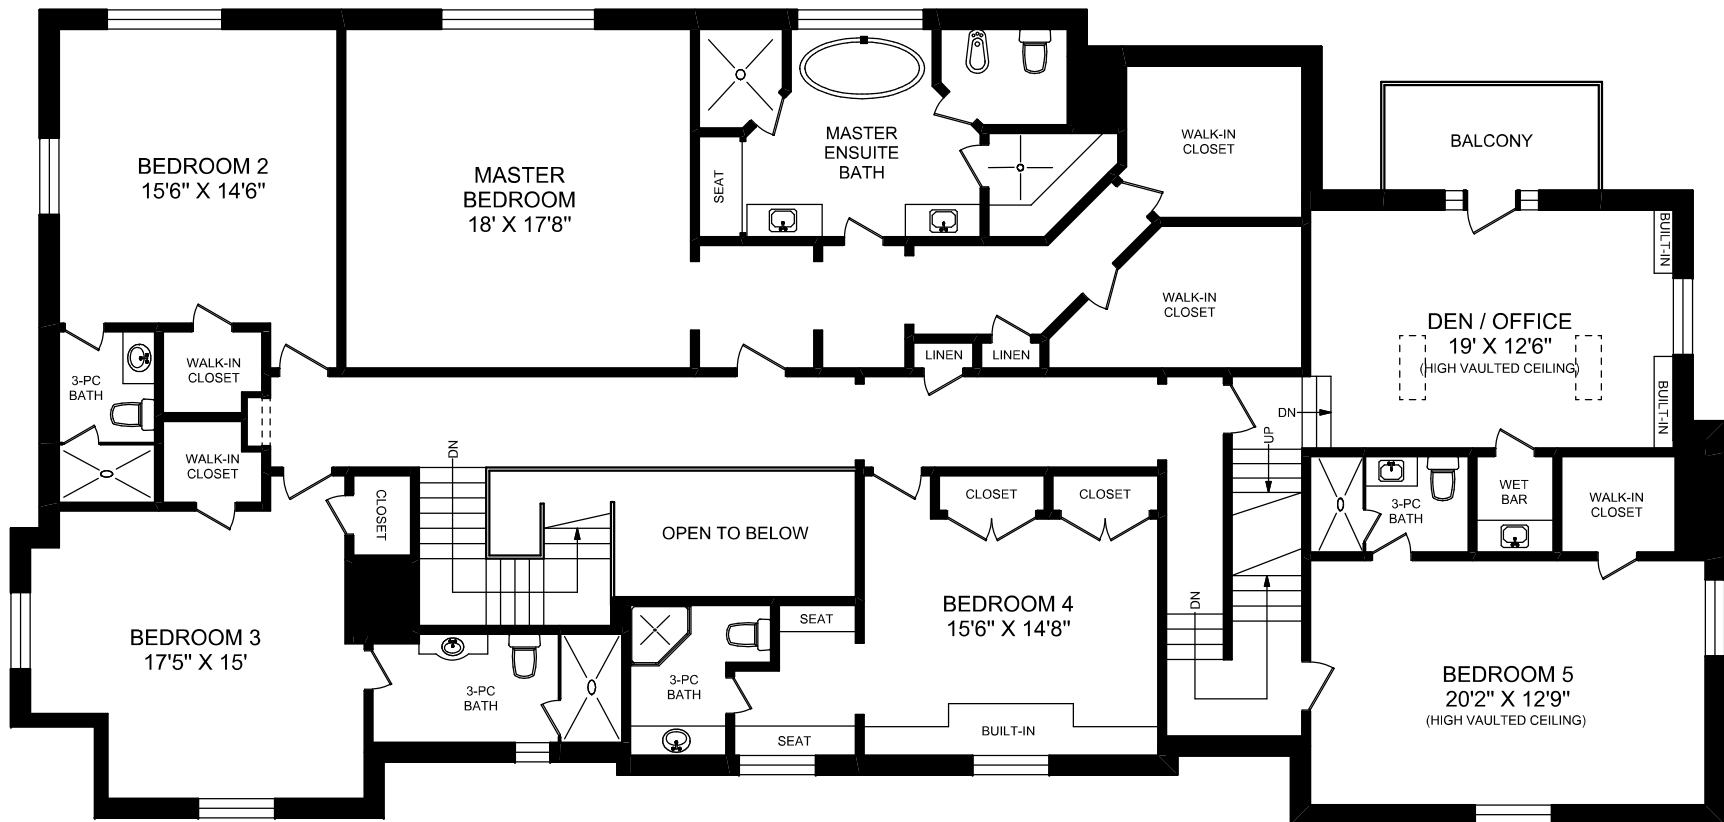 BEDROOM 2
15'6" X 14'6"
MASTER
BEDROOM
18' X 17'8"
SEAT
MASTER
ENSUITE
BATH
WALK-IN
CLOSET
BALCONY
WALK-IN
CLOSET
BUILT-IN
DEN / OFFICE
19' X 12'6"
(HIGH VAULTED CEILING)
BUILT-IN
LINEN
LINEN
3-PC
BATH
WALK-IN
CLOSET
WALK-IN
CLOSET
DN
UP
DN
CLOSET
OPEN TO BELOW
CLOSET
CLOSET
3-PC
BATH
WET
BAR
WALK-IN
CLOSET
BEDROOM 3
17'5" X 15'
3-PC
BATH
3-PC
BATH
SEAT
SEAT
BEDROOM 4
15'6" X 14'8"
BUILT-IN
DN
BEDROOM 5
20'2" X 12'9"
(HIGH VAULTED CEILING)